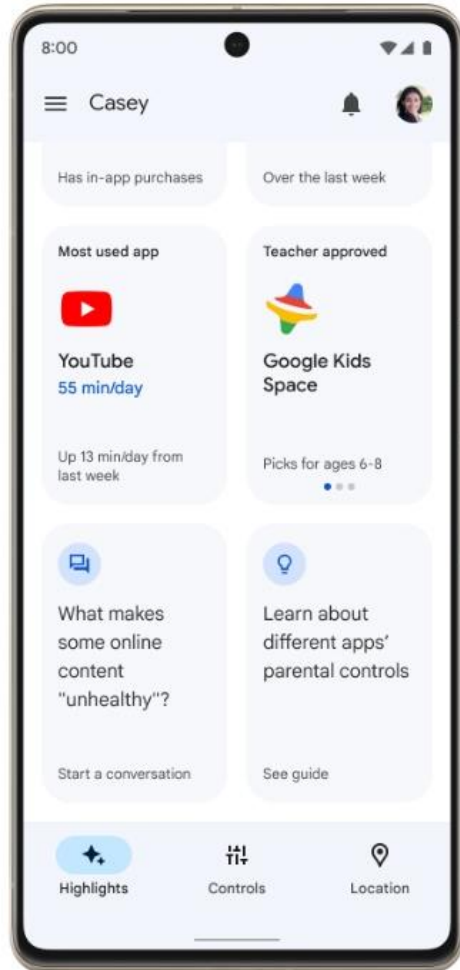 8:00
Casey
Has in-app purchases
Over the last week
Most used app
YouTube
55 min/day
Up 13 min/day from
last week
Teacher approved
Google Kids
Space
Picks for ages 6-8
What makes
some online
content
"unhealthy"?
Start a conversation
Learn about
different apps'
parental controls
See guide
Highlights
Controls
Location